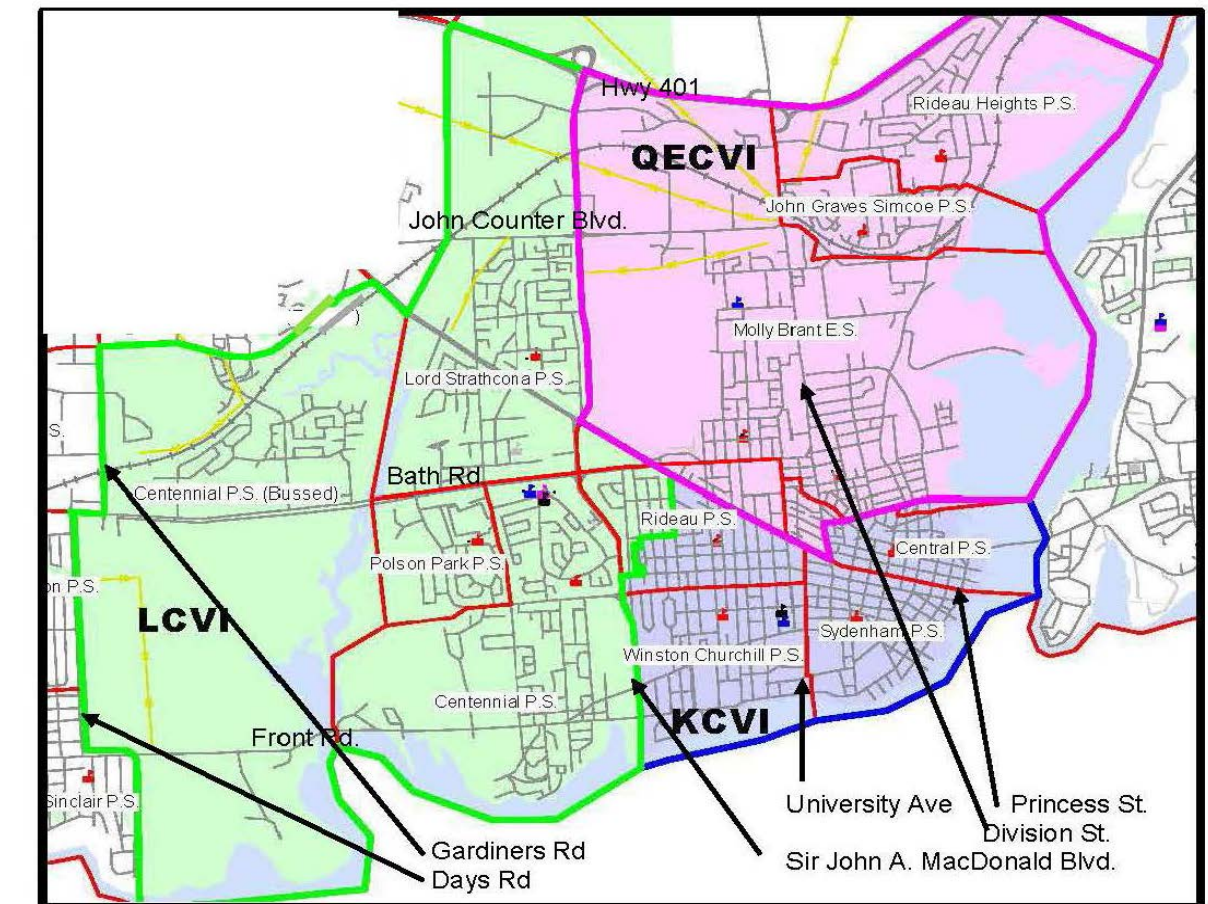 Hwy 401
Rideau Heights P.S.
QECVI
John Graves Simcoe P.S.
John Counter Blvd.
)
Molly Brant E.S.
Lord Strathcona P.S.
S.
Bath Rd.
Centennial P.S. (Bussed)
Rideau P.S.
Central P.S.
Polson Park P.S.
on P.S.
LCVI
Sydenham P.S.
Winston Churchill P.S.
Centennial P.S.
KCVI
Front Rd.
Sinclair P.S.
University Ave
Princess St.
Division St.
Sir John A. MacDonald Blvd.
Gardiners Rd
Days Rd